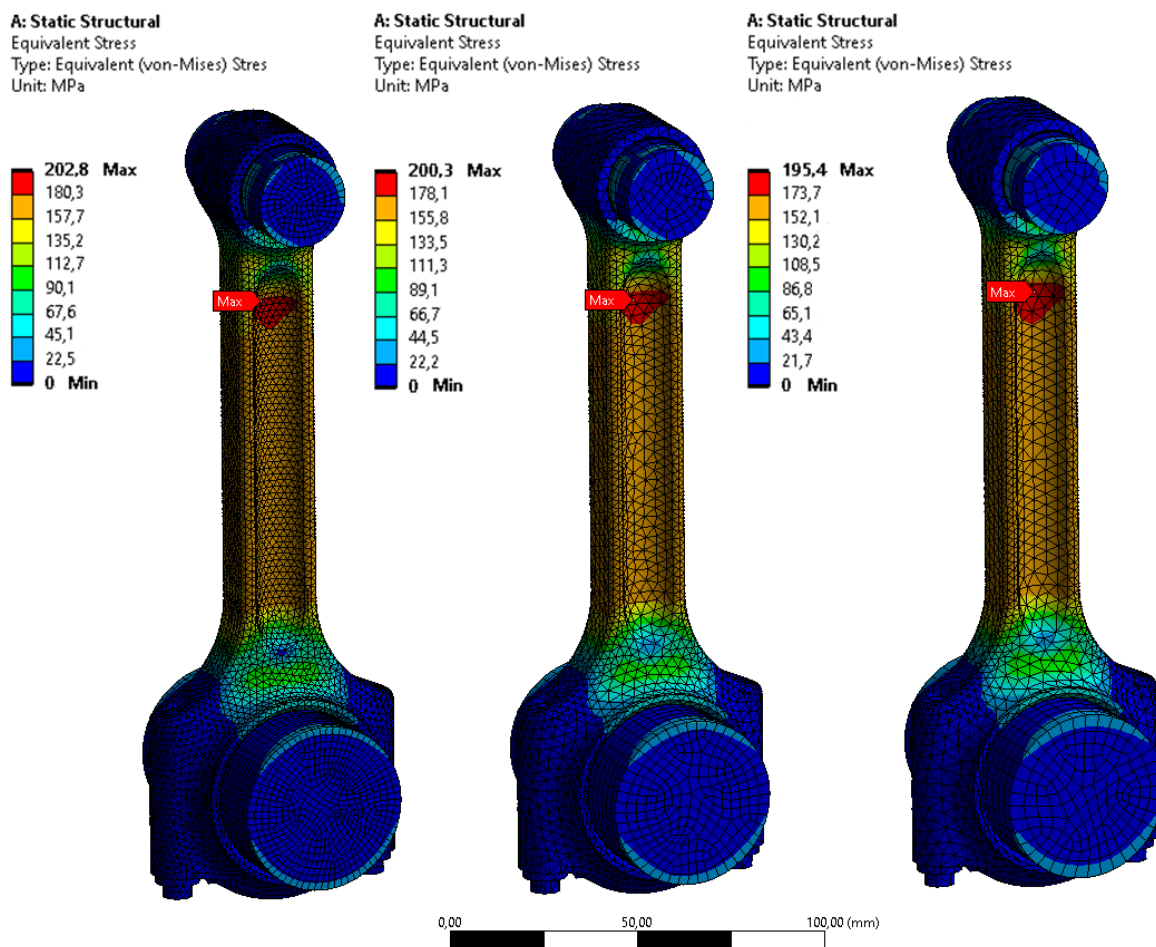 A: Static Structural
Equivalent Stress
Type: Equivalent (von-Mises) Stres
Unit: MPa
202,8 Max
180,3
157,7
135,2
112,7
90,1
67,6
45,1
22,5
0 Min
Max
A: Static Structural
Equivalent Stress
Type: Equivalent (von-Mises) Stress
Unit: MPa
200,3 Max
178,1
155,8
133,5
111,3
89,1
66,7
44,5
22,2
0 Min
Max
A: Static Structural
Equivalent Stress
Type: Equivalent (von-Mises) Stress
Unit: MPa
195,4 Max
173,7
152,1
130,2
108,5
86,8
65,1
43,4
21,7
0 Min
Max
0,00 50,00 100,00 (mm)